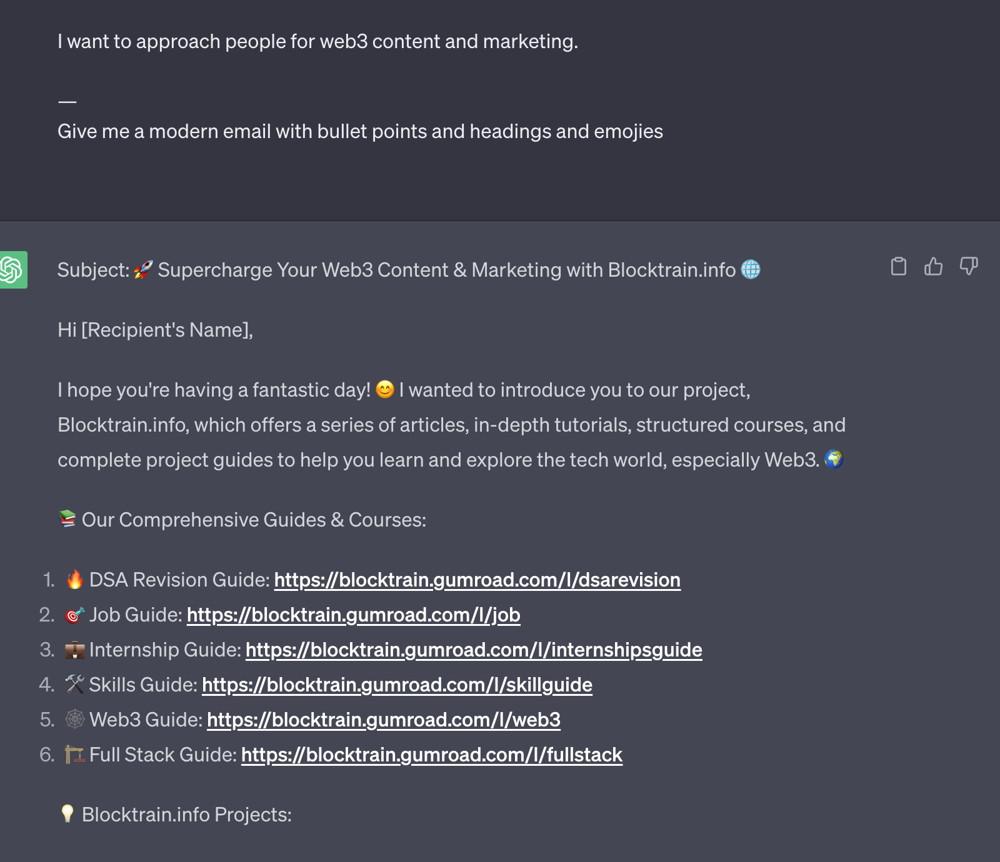 I want to approach people for web3 content and marketing.
—
Give me a modern email with bullet points and headings and emojies
Subject: 🚀 Supercharge Your Web3 Content & Marketing with Blocktrain.info 🌐
Hi [Recipient's Name],
I hope you're having a fantastic day! 😊 I wanted to introduce you to our project,
Blocktrain.info, which offers a series of articles, in-depth tutorials, structured courses, and
complete project guides to help you learn and explore the tech world, especially Web3. 🌍
📚 Our Comprehensive Guides & Courses:
1. 🔥 DSA Revision Guide: https://blocktrain.gumroad.com/l/dsarevision
2. 🎯 Job Guide: https://blocktrain.gumroad.com/l/job
3. 💼 Internship Guide: https://blocktrain.gumroad.com/l/internshipsguide
4. 🛠️ Skills Guide: https://blocktrain.gumroad.com/l/skillguide
5. 🕸️ Web3 Guide: https://blocktrain.gumroad.com/l/web3
6. 🏗️ Full Stack Guide: https://blocktrain.gumroad.com/l/fullstack
💡 Blocktrain.info Projects: